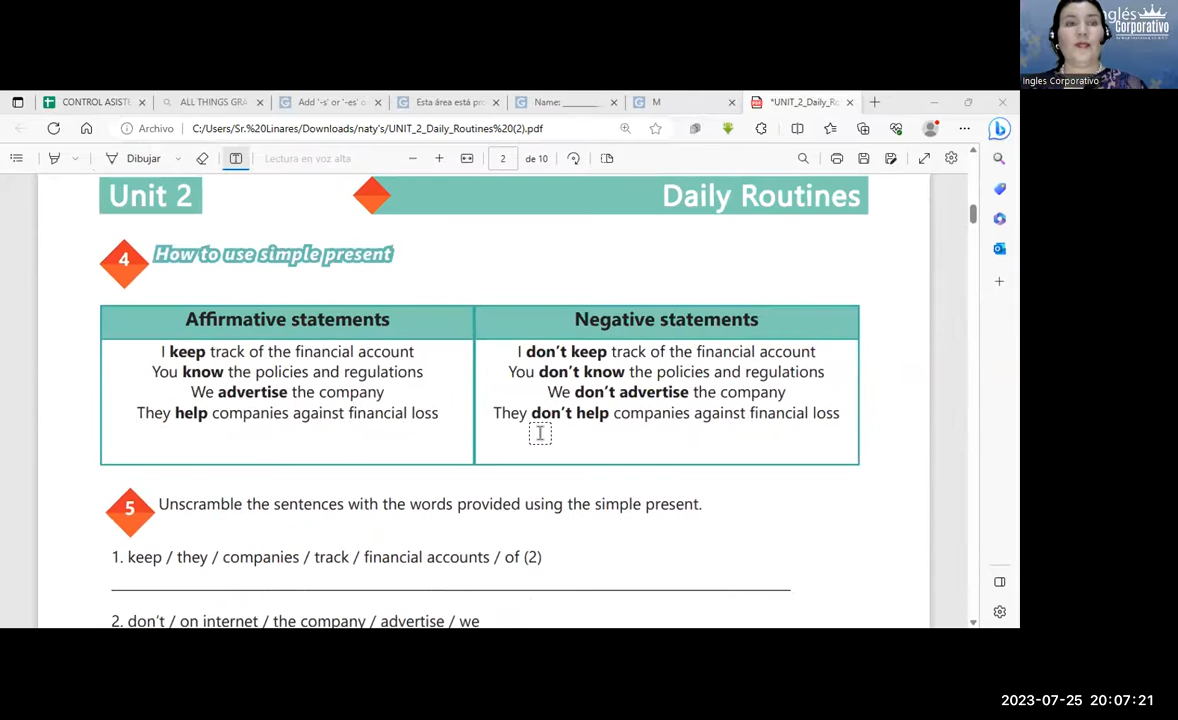 Inglés
Corporativo
Ingles Corporativo
CONTROL ASISTE
ALL THINGS GRA
Add '-s' or '-es' o
Esta área está pro
Name: ________
M
*UNIT_2_Daily_Ro
Archivo
C:/Users/Sr.%20Linares/Downloads/naty's/UNIT_2_Daily_Routines%20(2).pdf
Dibujar
Lectura en voz alta
2
de 10
Unit 2
Daily Routines
4
How to use simple present
Affirmative statements
I keep track of the financial account
You know the policies and regulations
We advertise the company
They help companies against financial loss
Negative statements
I don't keep track of the financial account
You don't know the policies and regulations
We don't advertise the company
They don't help companies against financial loss
5
Unscramble the sentences with the words provided using the simple present.
1. keep / they / companies / track / financial accounts / of (2)
2. don't / on internet / the company / advertise / we
2023-07-25 20:07:21